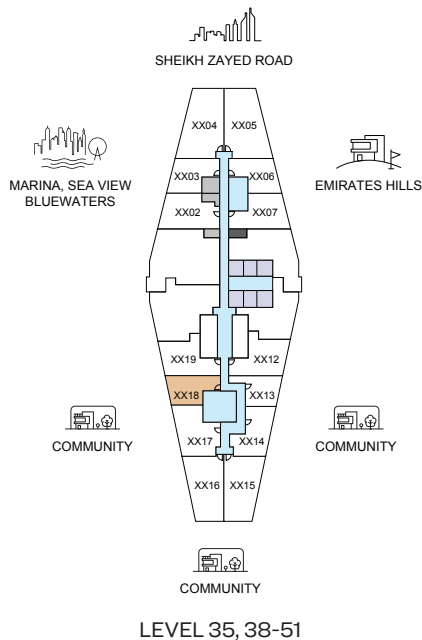 SHEIKH ZAYED ROAD
XX04 XX05
MARINA, SEA VIEW
BLUEWATERS
EMIRATES HILLS
XX03 XX06
XX02 XX07
XX19 XX12
XX18 XX13
COMMUNITY
COMMUNITY
XX17 XX14
XX16 XX15
COMMUNITY
LEVEL 35, 38-51